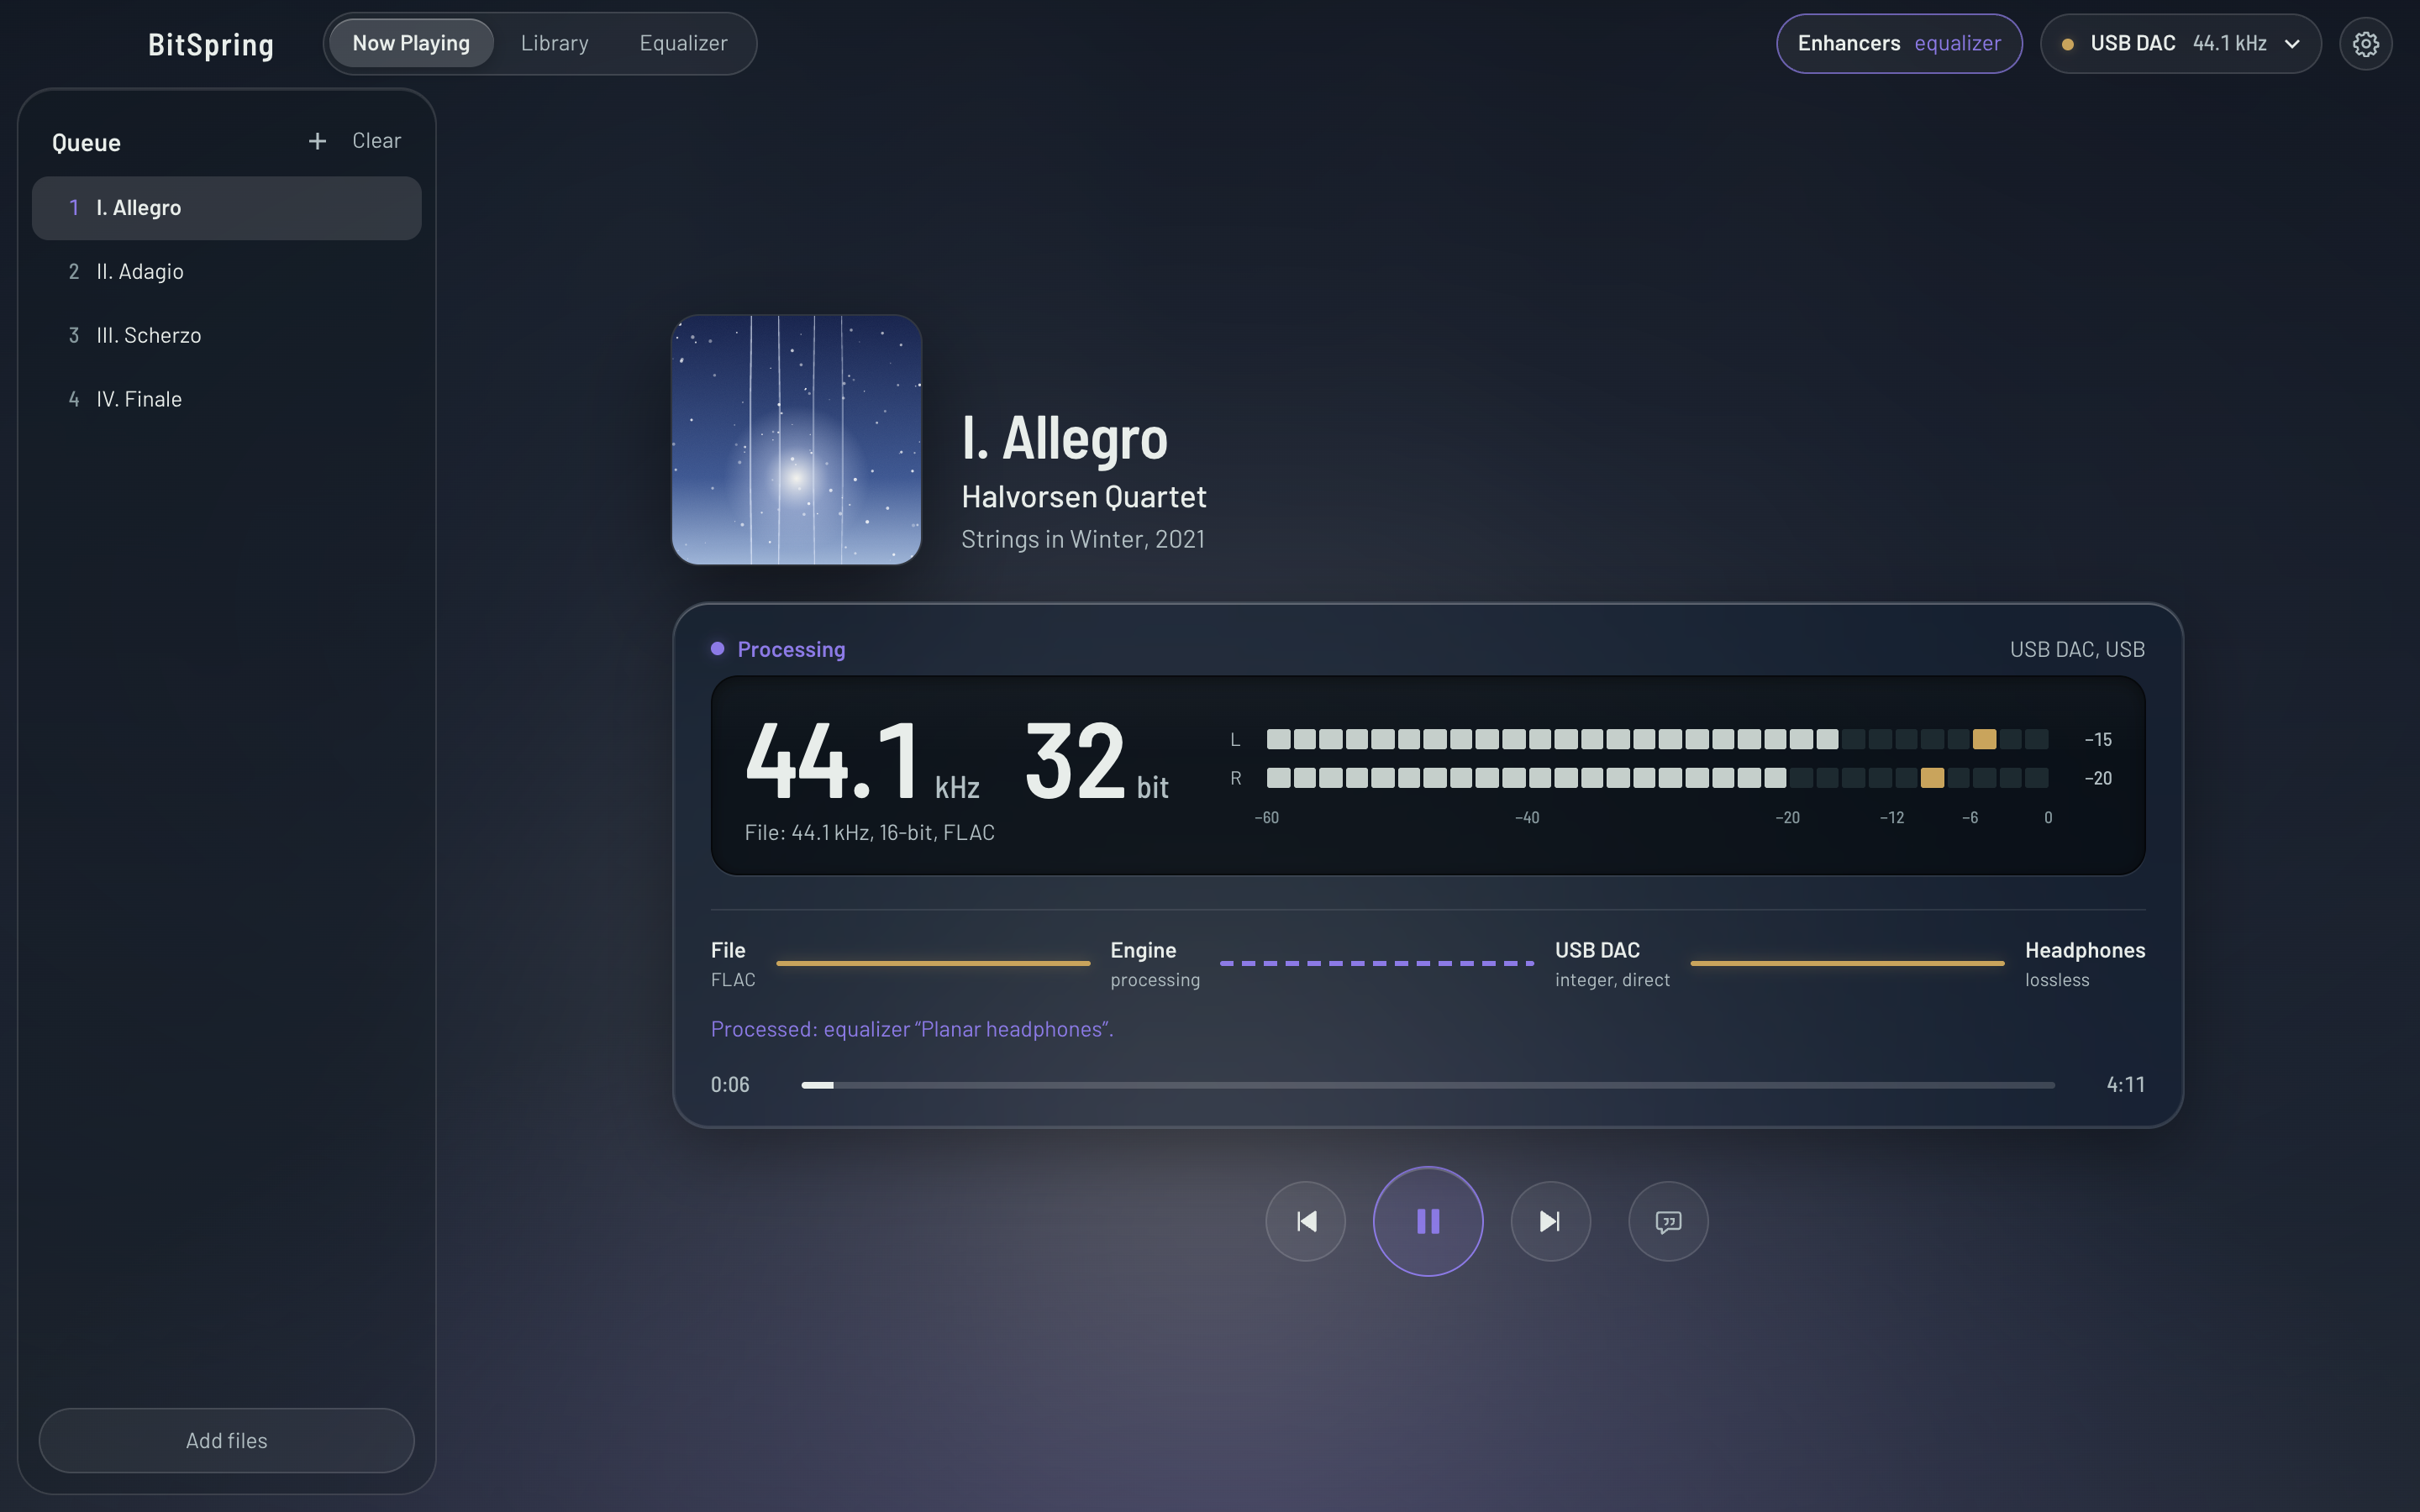 BitSpring
Now Playing Library Equalizer
Enhancers equalizer
USB DAC 44.1 kHz
Queue
+ Clear
1 I. Allegro
2 II. Adagio
3 III. Scherzo
4 IV. Finale
Add files
I. Allegro
Halvorsen Quartet
Strings in Winter, 2021
Processing
USB DAC, USB
44.1 kHz 32 bit
File: 44.1 kHz, 16-bit, FLAC
L −15
R −20
−60 −40 −20 −12 −6 0
File Engine USB DAC Headphones
FLAC processing integer, direct lossless
Processed: equalizer “Planar headphones”.
0:06 4:11